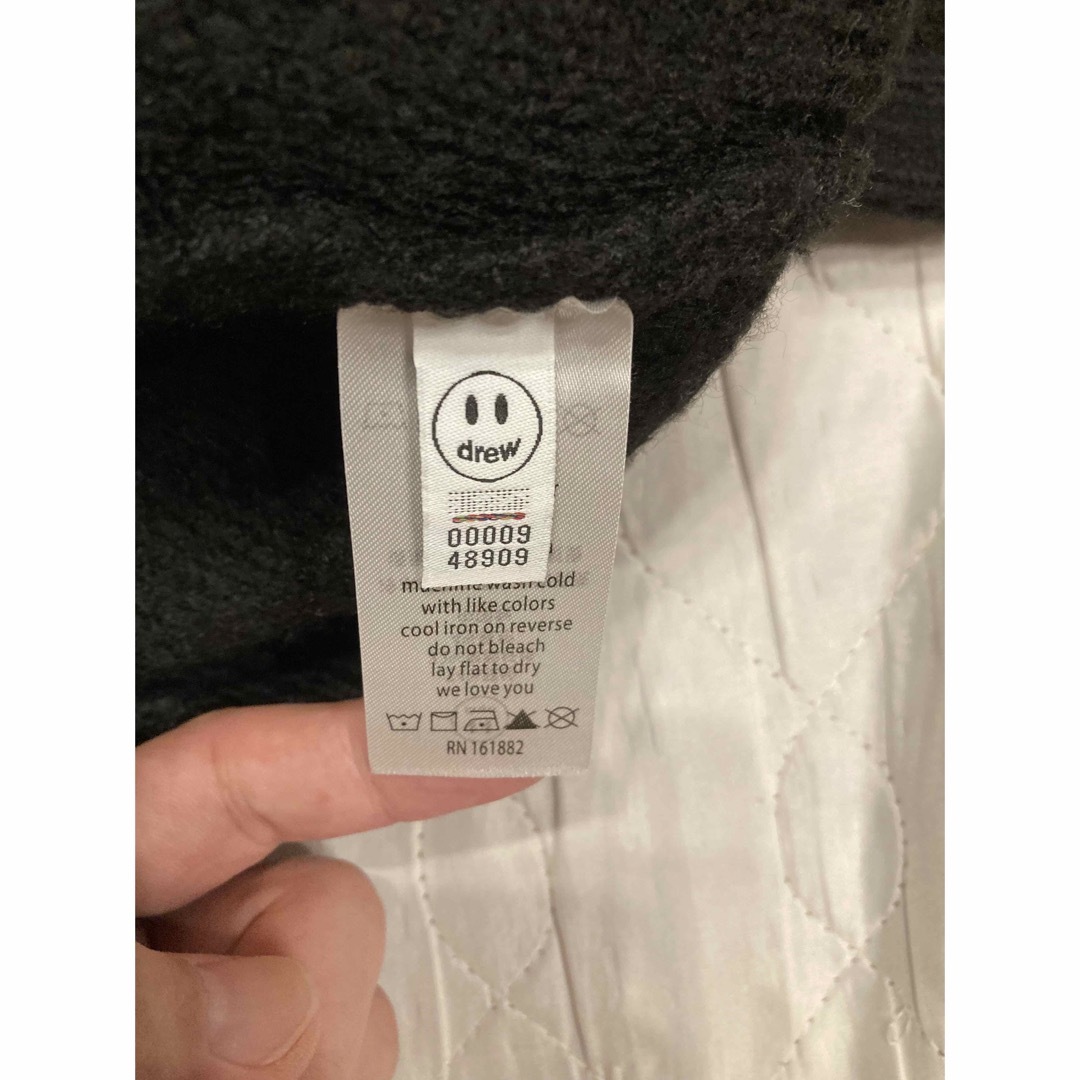 drew
00009
48909
machine wash cold
with like colors
cool iron on reverse
do not bleach
lay flat to dry
we love you
RN 161882